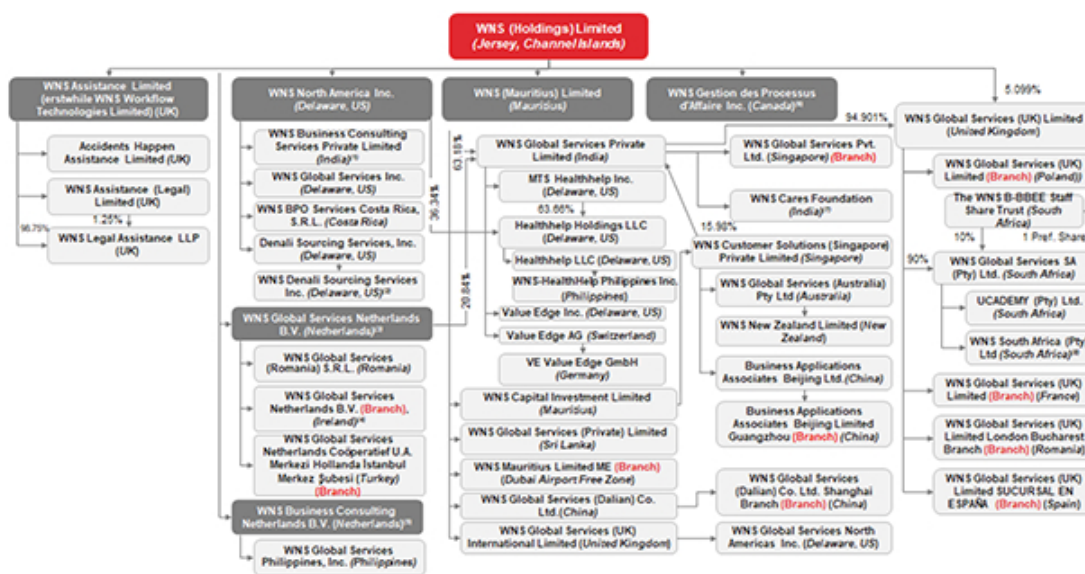 WNS (Holdings) Limited
(Jersey, Channel Islands)
WNS Assistance Limited
(erstwhile WNS Workflow
Technologies Limited) (UK)
Accidents Happen
Assistance Limited (UK)
WNS Assistance (Legal)
Limited (UK)
1.25%
98.75%
WNS Legal Assistance LLP
(UK)
WNS North America Inc.
(Delaware, US)
WNS Business Consulting
Services Private Limited
(India)⁽¹⁾
WNS Global Services Inc.
(Delaware, US)
WNS BPO Services Costa Rica,
S.R.L. (Costa Rica)
Denali Sourcing Services, Inc.
(Delaware, US)
WNS Denali Sourcing Services
Inc. (Delaware, US)⁽²⁾
WNS Global Services Netherlands
B.V. (Netherlands)⁽³⁾
WNS Global Services
(Romania) S.R.L. (Romania)
WNS Global Services
Netherlands B.V. (Branch),
(Ireland)⁽⁴⁾
WNS Global Services
Netherlands Coöperatief U.A.
Merkezi Hollanda İstanbul
Merkez Şubesi (Turkey)
(Branch)
WNS Business Consulting
Netherlands B.V. (Netherlands)
WNS Global Services
Philippines, Inc. (Philippines)
WNS (Mauritius) Limited
(Mauritius)
63.18%
36.34%
20.84%
WNS Global Services Private
Limited (India)
MTS Healthhelp Inc.
(Delaware, US)
63.66%
Healthhelp Holdings LLC
(Delaware, US)
Healthhelp LLC (Delaware, US)
WNS-HealthHelp Philippines Inc.
(Philippines)
Value Edge Inc. (Delaware, US)
Value Edge AG (Switzerland)
VE Value Edge GmbH
(Germany)
WNS Capital Investment Limited
(Mauritius)
WNS Global Services (Private) Limited
(Sri Lanka)
WNS Mauritius Limited ME (Branch)
(Dubai Airport Free Zone)
WNS Global Services (Dalian) Co.
Ltd. (China)
WNS Global Services (UK)
International Limited (United Kingdom)
WNS Gestion des Processus
d'Affaire Inc. (Canada)
94.901%
WNS Global Services Pvt.
Ltd. (Singapore) (Branch)
WNS Cares Foundation
(India)
15.98%
WNS Customer Solutions (Singapore)
Private Limited (Singapore)
WNS Global Services (Australia)
Pty Ltd (Australia)
WNS New Zealand Limited (New
Zealand)
Business Applications
Associates Beijing Ltd.(China)
Business Applications
Associates Beijing Limited
Guangzhou (Branch) (China)
WNS Global Services
(Dalian) Co. Ltd. Shanghai
Branch (Branch) (China)
WNS Global Services North
Americas Inc. (Delaware, US)
5.099%
WNS Global Services (UK) Limited
(United Kingdom)
WNS Global Services (UK)
Limited (Branch) (Poland))
The WNS B-BBEE Staff
Share Trust (South
Africa)
10%
1 Pref. Share
90%
WNS Global Services SA
(Pty) Ltd. (South Africa)
UCADEMY (Pty) Ltd.
(South Africa)
WNS South Africa (Pty)
Ltd (South Africa)
WNS Global Services (UK)
Limited (Branch) (France)
WNS Global Services (UK)
Limited London Bucharest
Branch (Branch) (Romania)
WNS Global Services (UK)
Limited SUCURSAL EN
ESPAÑA (Branch) (Spain)